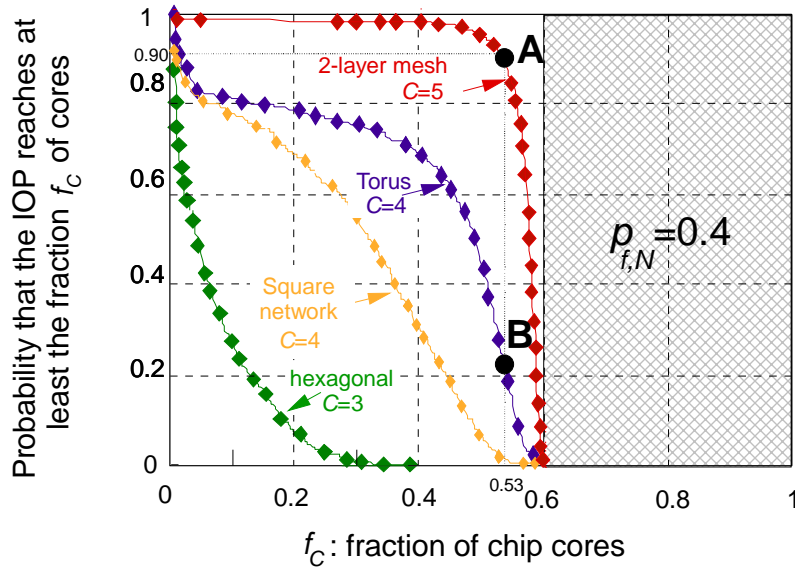 Probability that the IOP reaches at
least the fraction f_C of cores
1
0.90
0.8
0.6
0.4
0.2
0
A
2-layer mesh
C=5
Torus
C=4
p_f,N=0.4
Square
network
C=4
B
hexagonal
C=3
0
0.2
0.4
0.53
0.6
0.8
1
f_C : fraction of chip cores